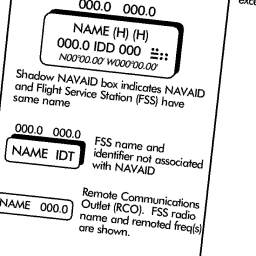 000.0 000.0
NAME (H) (H)
000.0 IDD 000
N00°00.00' W000°00.00'
Shadow NAVAID box indicates NAVAID
and Flight Service Station (FSS) have
same name
000.0 000.0
NAME IDT
FSS name and
identifier not associated
with NAVAID
NAME 000.0
Remote Communications
Outlet (RCO). FSS radio
name and remoted freq(s)
are shown.